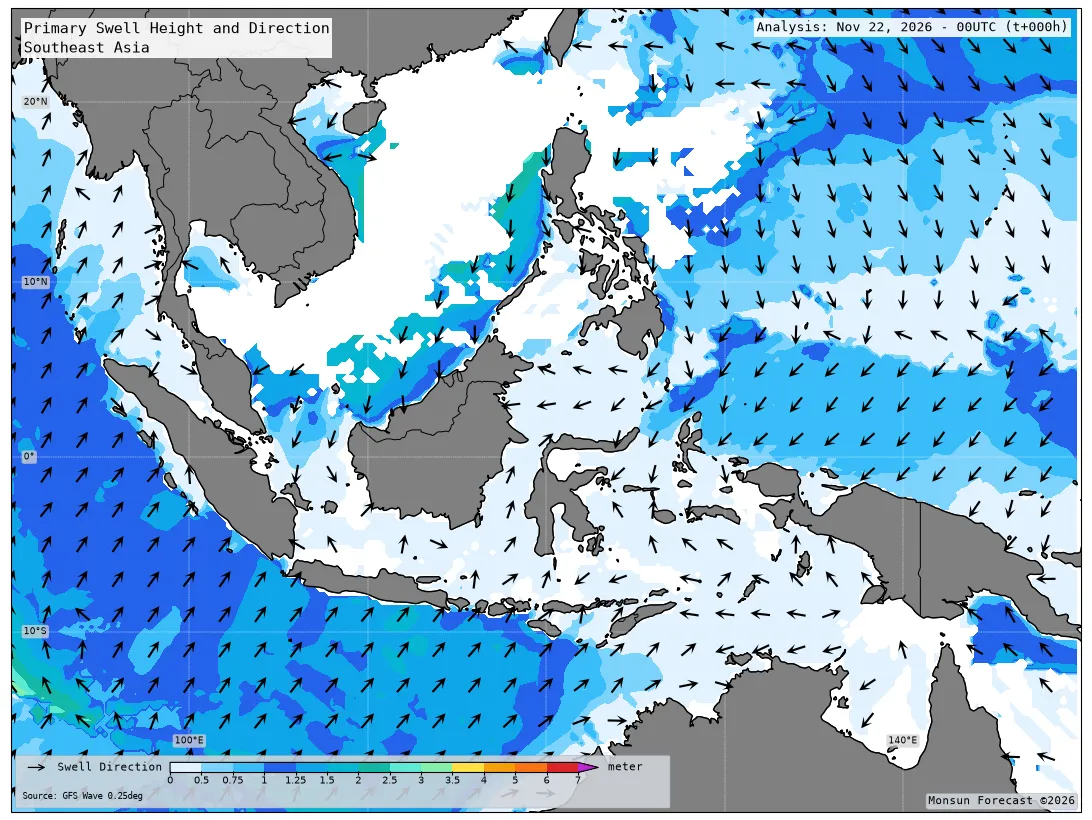 Primary Swell Height and Direction
Southeast Asia
Analysis: Nov 22, 2026 - 00UTC (t+000h)
20°N
10°N
0°
10°S
100°E
140°E
Swell Direction
0 0.5 0.75 1 1.25 1.5 2 2.5 3 3.5 4 5 6 7
meter
Source: GFS Wave 0.25deg
Monsun Forecast ©2026